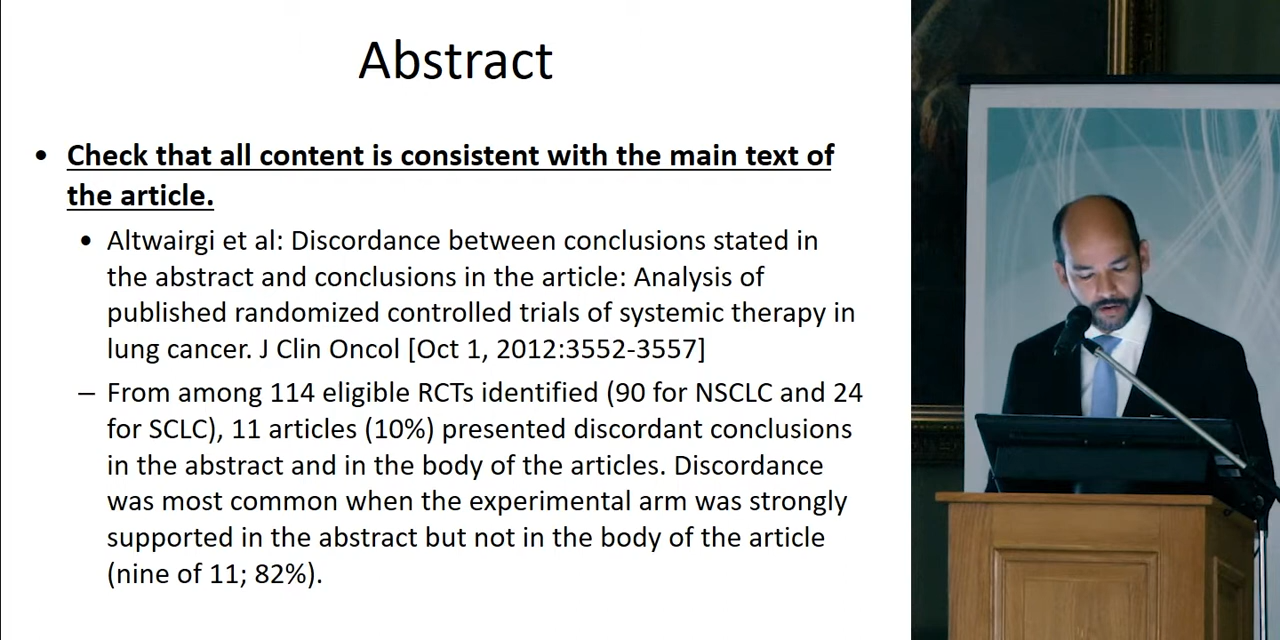 Abstract
• Check that all content is consistent with the main text of
the article.
• Altwairgi et al: Discordance between conclusions stated in
the abstract and conclusions in the article: Analysis of
published randomized controlled trials of systemic therapy in
lung cancer. J Clin Oncol [Oct 1, 2012:3552-3557]
– From among 114 eligible RCTs identified (90 for NSCLC and 24
for SCLC), 11 articles (10%) presented discordant conclusions
in the abstract and in the body of the articles. Discordance
was most common when the experimental arm was strongly
supported in the abstract but not in the body of the article
(nine of 11; 82%).